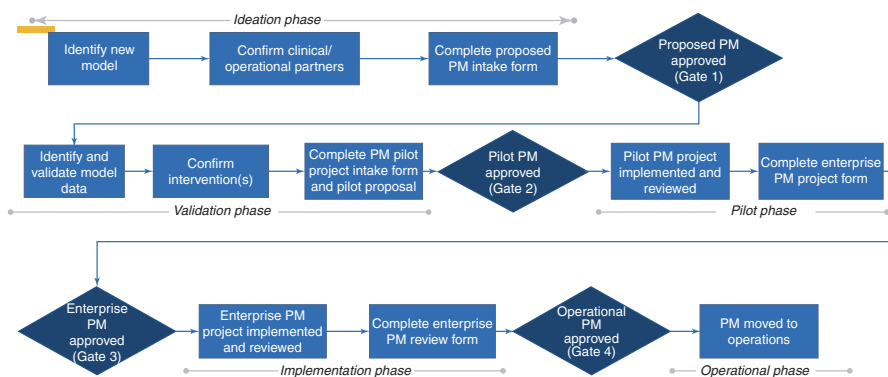 Ideation phase
Identify new
model
Confirm clinical/
operational partners
Complete proposed
PM intake form
Proposed PM
approved
(Gate 1)
Identify and
validate model
data
Confirm
intervention(s)
Complete PM pilot
project intake form
and pilot proposal
Pilot PM
approved
(Gate 2)
Pilot PM project
implemented and
reviewed
Complete enterprise
PM project form
Validation phase
Pilot phase
Enterprise
PM
approved
(Gate 3)
Enterprise PM
project implemented
and reviewed
Complete enterprise
PM review form
Operational
PM
approved
(Gate 4)
PM moved to
operations
Implementation phase
Operational phase